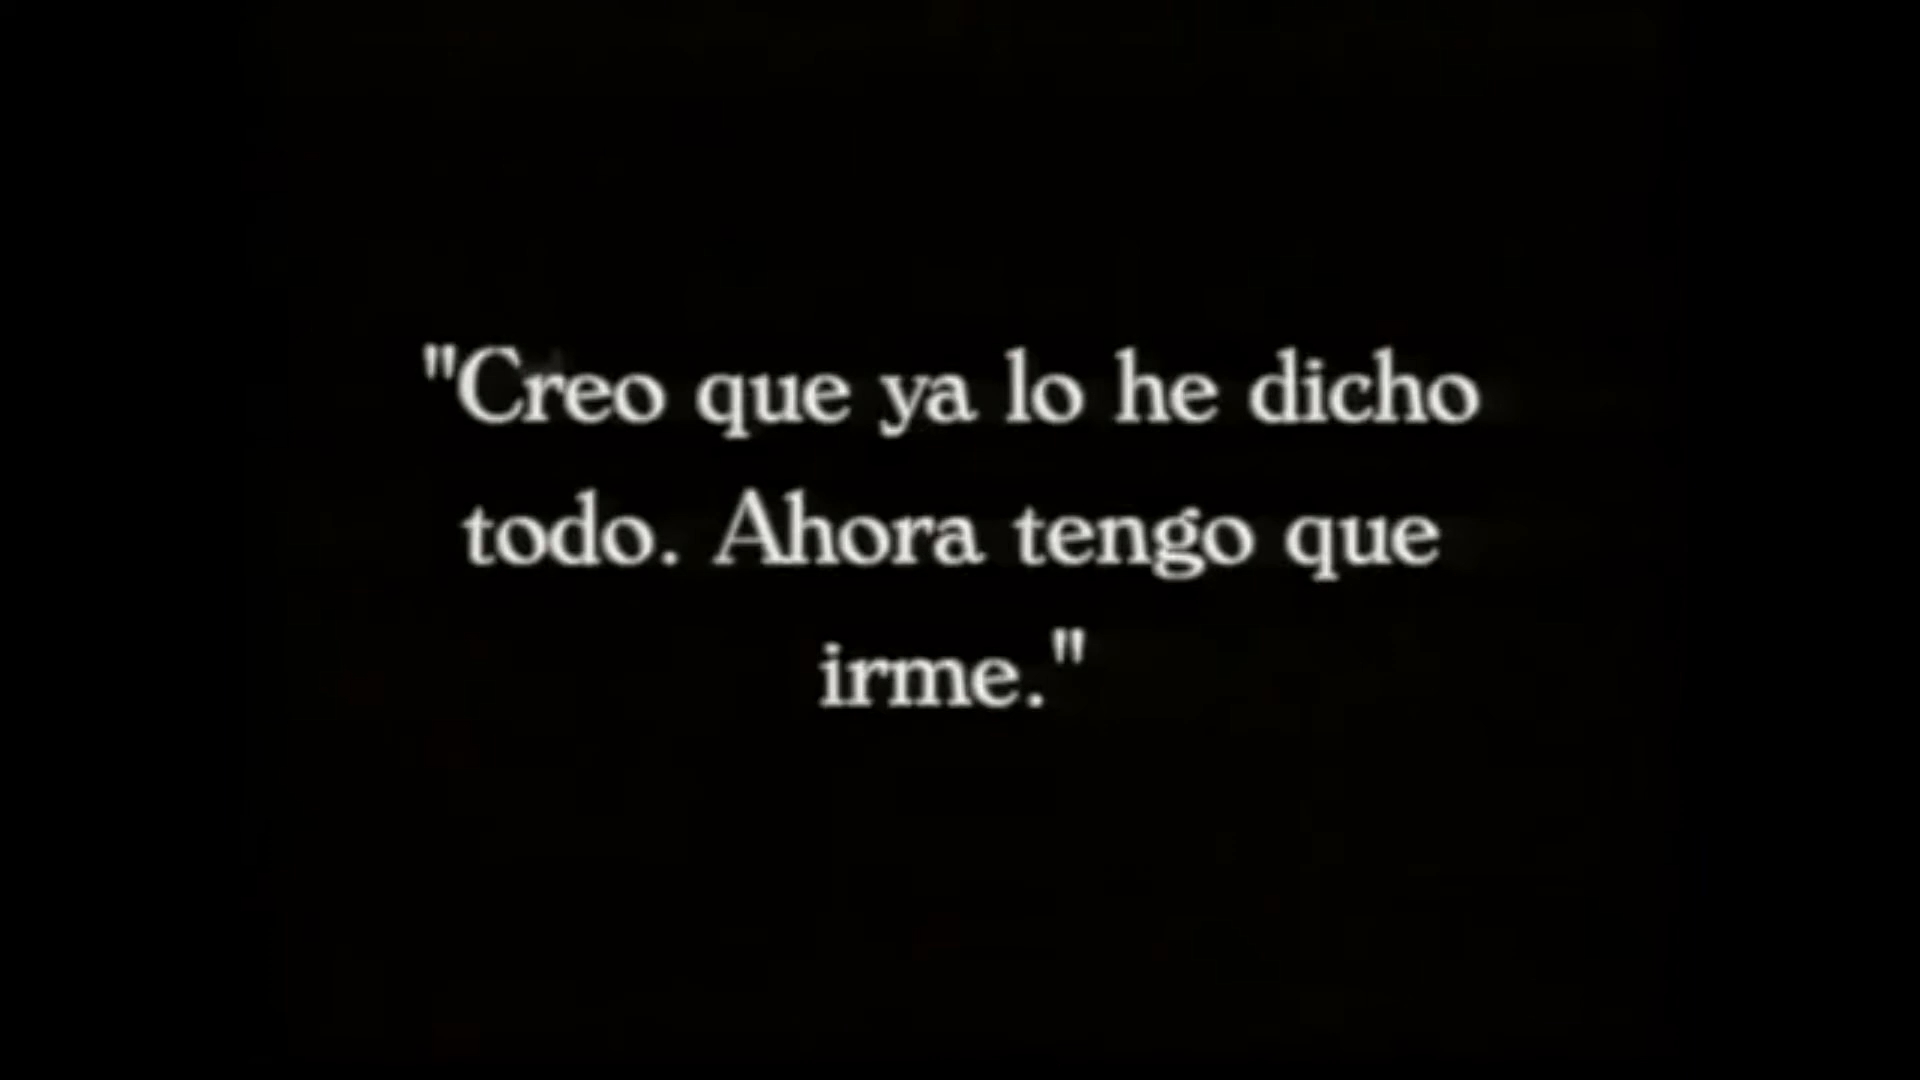 "Creo que ya lo he dicho
todo. Ahora tengo que
irme."